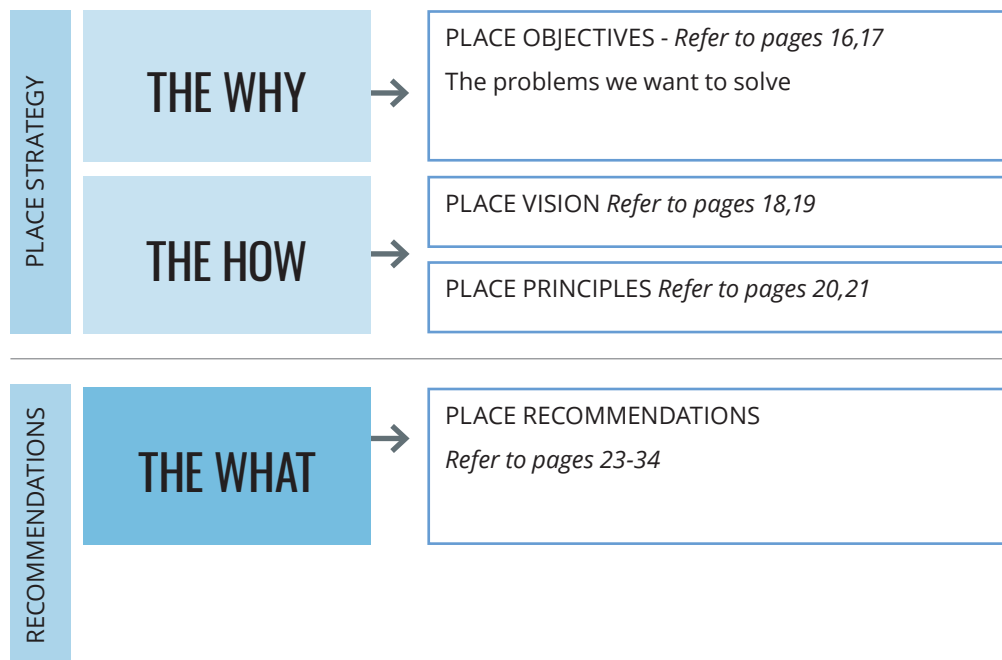 PLACE STRATEGY
THE WHY
PLACE OBJECTIVES - Refer to pages 16,17
The problems we want to solve
THE HOW
PLACE VISION Refer to pages 18,19
PLACE PRINCIPLES Refer to pages 20,21
RECOMMENDATIONS
THE WHAT
PLACE RECOMMENDATIONS
Refer to pages 23-34